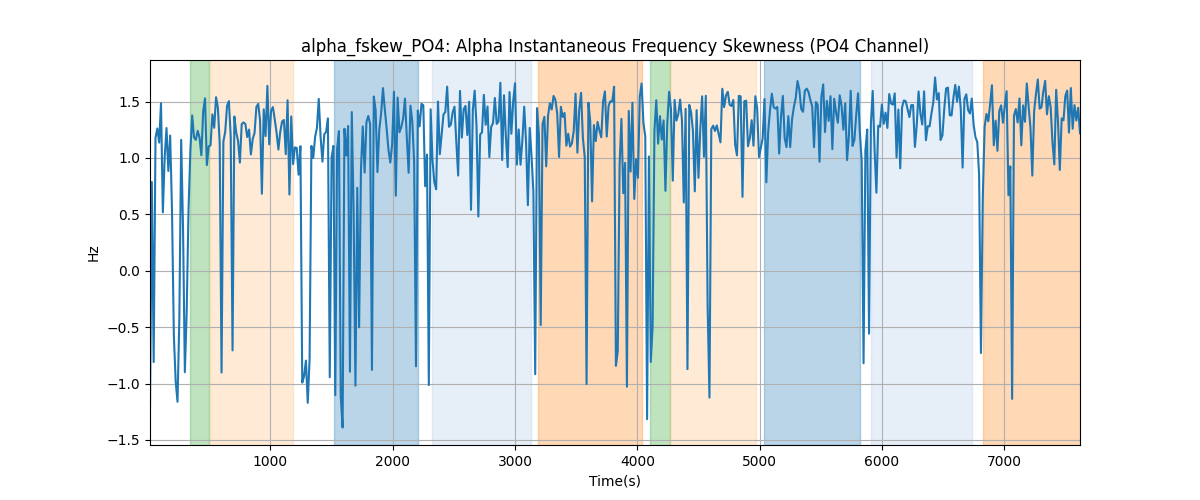 alpha_fskew_PO4: Alpha Instantaneous Frequency Skewness (PO4 Channel)
Hz
1.5
1.0
0.5
0.0
−0.5
−1.0
−1.5
1000 2000 3000 4000 5000 6000 7000
Time(s)